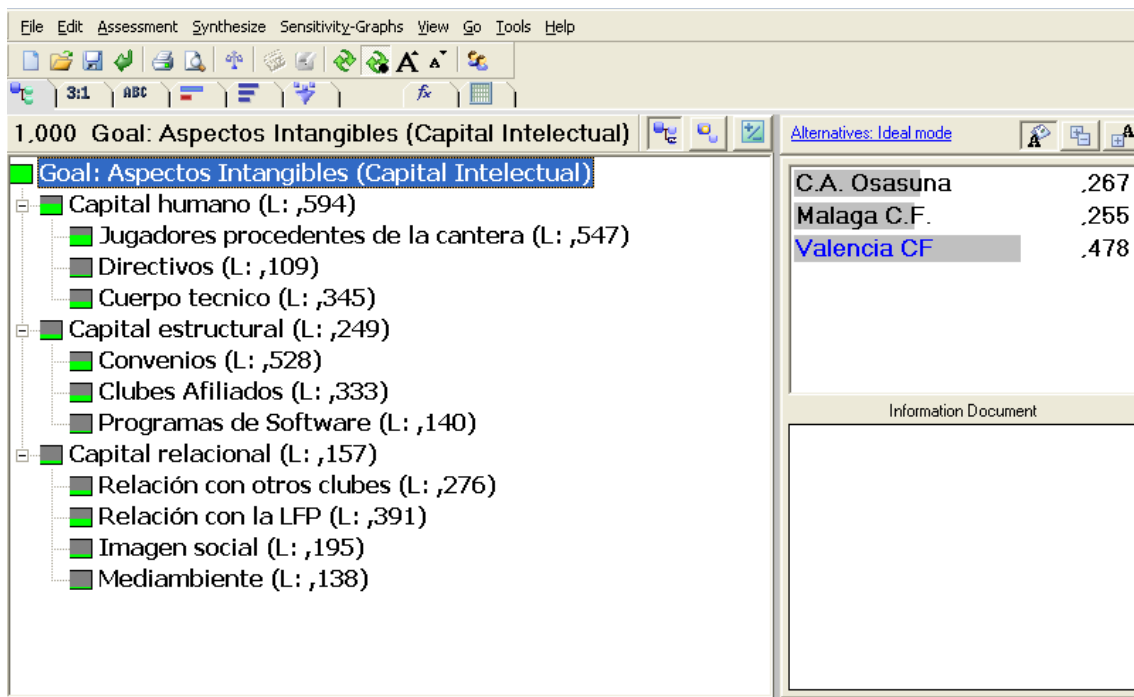 File Edit Assessment Synthesize Sensitivity-Graphs View Go Tools Help
A A
3:1 ABC fx
1,000 Goal: Aspectos Intangibles (Capital Intelectual)
Alternatives: Ideal mode
A A
Goal: Aspectos Intangibles (Capital Intelectual)
Capital humano (L: ,594)
Jugadores procedentes de la cantera (L: ,547)
Directivos (L: ,109)
Cuerpo tecnico (L: ,345)
Capital estructural (L: ,249)
Convenios (L: ,528)
Clubes Afiliados (L: ,333)
Programas de Software (L: ,140)
Capital relacional (L: ,157)
Relación con otros clubes (L: ,276)
Relación con la LFP (L: ,391)
Imagen social (L: ,195)
Mediambiente (L: ,138)
C.A. Osasuna ,267
Malaga C.F. ,255
Valencia CF ,478
Information Document